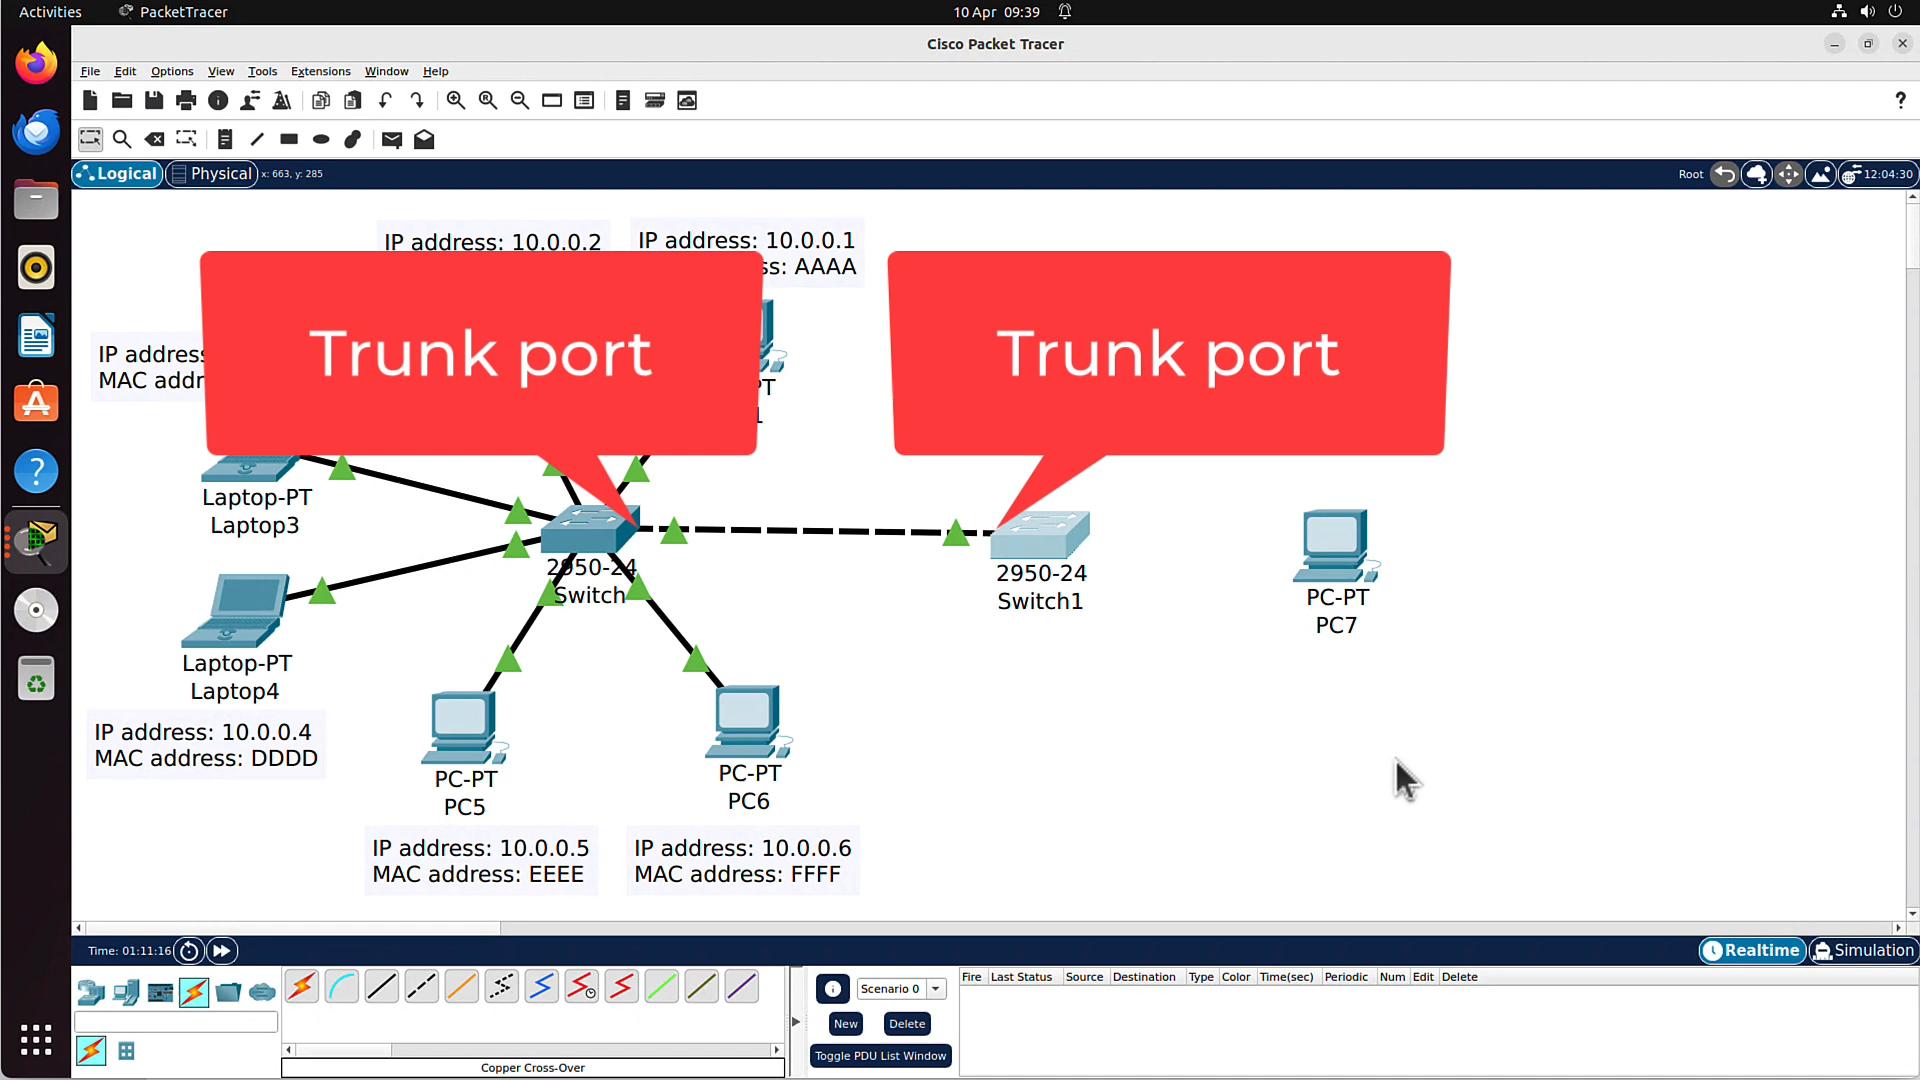 Activities PacketTracer 10 Apr 09:39
Cisco Packet Tracer
File Edit Options View Tools Extensions Window Help
?
Logical Physical x: 663, y: 285 Root 12:04:30
IP address: 10.0.0.2 IP address: 10.0.0.1
ss: AAAA
Trunk port Trunk port
IP address
MAC addr
PT
1
Laptop-PT
Laptop3
2950-24
Switch
2950-24
Switch1
PC-PT
PC7
Laptop-PT
Laptop4
IP address: 10.0.0.4
MAC address: DDDD
PC-PT
PC5
PC-PT
PC6
IP address: 10.0.0.5
MAC address: EEEE
IP address: 10.0.0.6
MAC address: FFFF
Time: 01:11:16 Realtime Simulation
Fire Last Status Source Destination Type Color Time(sec) Periodic Num Edit Delete
Scenario 0
New Delete
Toggle PDU List Window
Copper Cross-Over